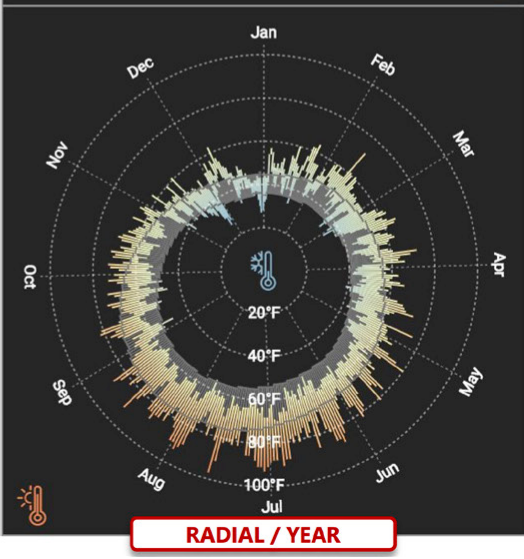 Jan
Dec
Feb
Nov
Mar
Oct
Apr
20°F
40°F
Sep
60°F
May
80°F
Aug
Jun
100°F
Jul
RADIAL / YEAR